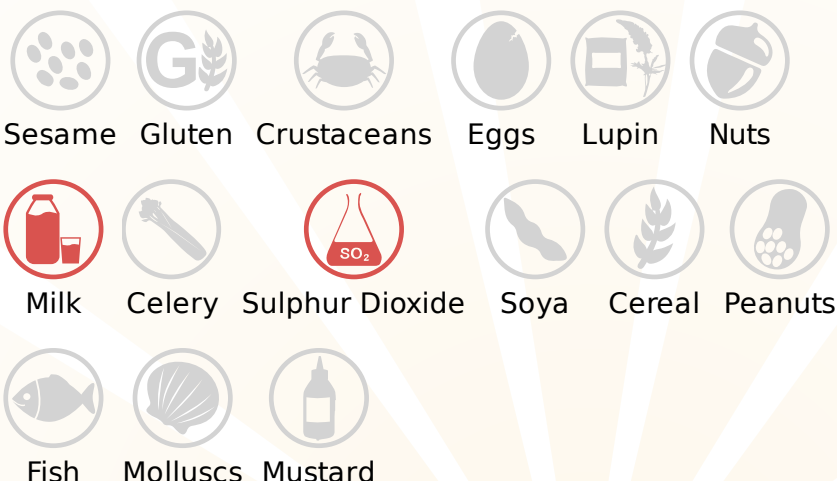 G
Sesame Gluten Crustaceans Eggs Lupin Nuts
SO₂
Milk Celery Sulphur Dioxide Soya Cereal Peanuts
Fish Molluscs Mustard